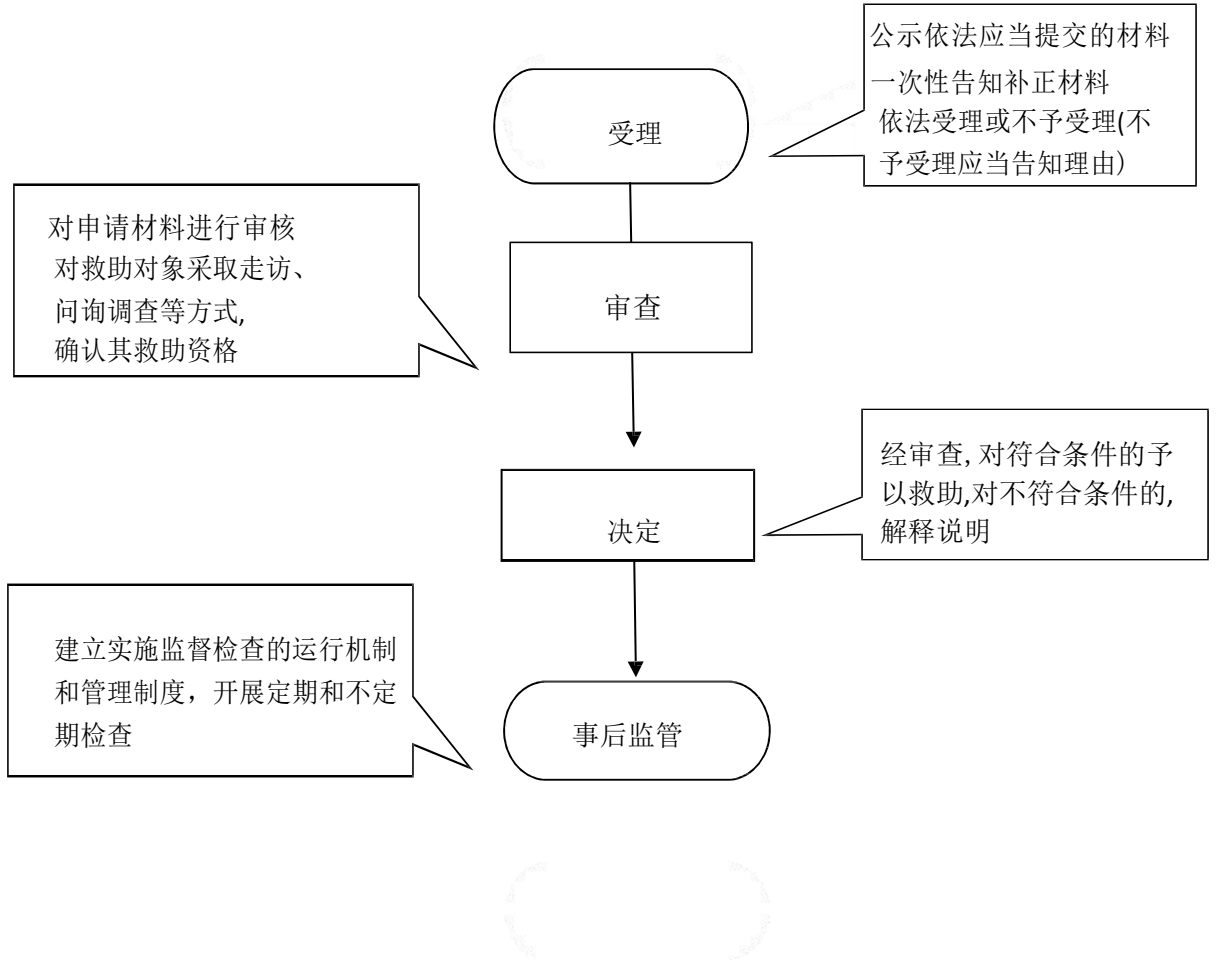 公示依法应当提交的材料
一次性告知补正材料
依法受理或不予受理(不
予受理应当告知理由）
受理
对申请材料进行审核
对救助对象采取走访、
问询调查等方式,
确认其救助资格
审查
经审查,对符合条件的予
以救助,对不符合条件的,
解释说明
决定
建立实施监督检查的运行机制
和管理制度，开展定期和不定
期检查
事后监管